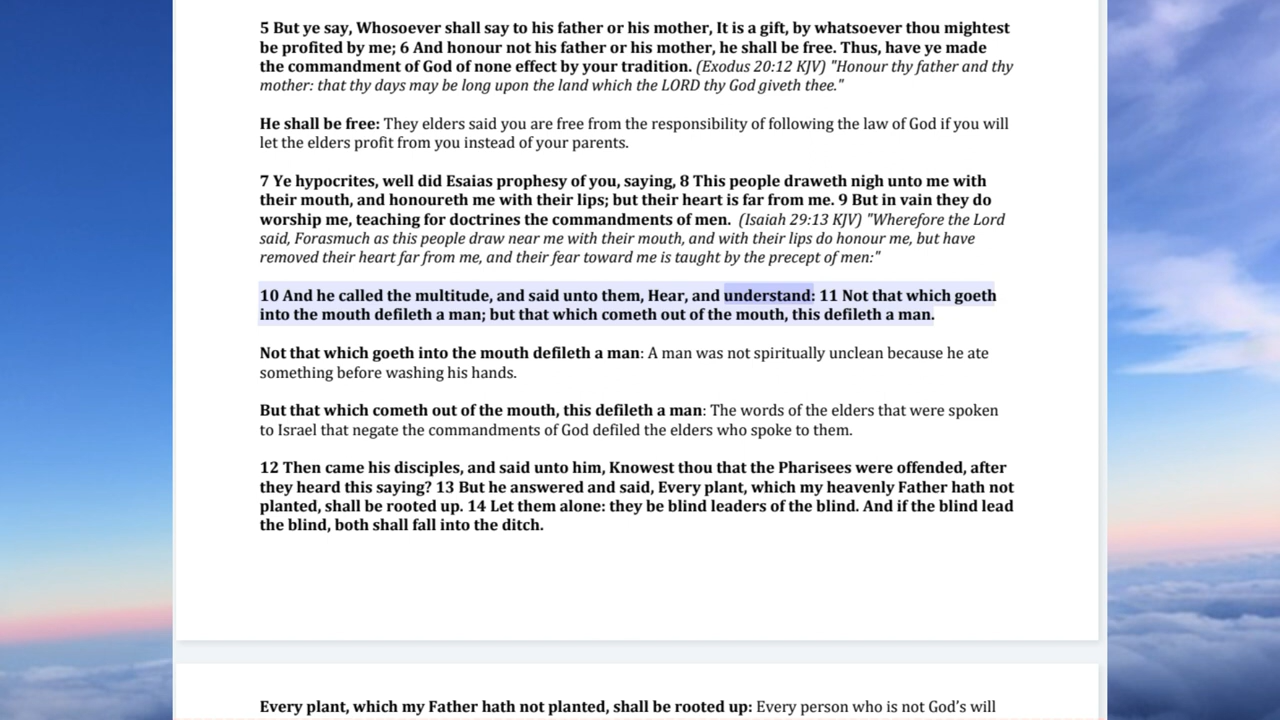 5 But ye say, Whosoever shall say to his father or his mother, It is a gift, by whatsoever thou mightest
be profited by me; 6 And honour not his father or his mother, he shall be free. Thus, have ye made
the commandment of God of none effect by your tradition. (Exodus 20:12 KJV) "Honour thy father and thy
mother: that thy days may be long upon the land which the LORD thy God giveth thee."
He shall be free: They elders said you are free from the responsibility of following the law of God if you will
let the elders profit from you instead of your parents.
7 Ye hypocrites, well did Esaias prophesy of you, saying, 8 This people draweth nigh unto me with
their mouth, and honoureth me with their lips; but their heart is far from me. 9 But in vain they do
worship me, teaching for doctrines the commandments of men. (Isaiah 29:13 KJV) "Wherefore the Lord
said, Forasmuch as this people draw near me with their mouth, and with their lips do honour me, but have
removed their heart far from me, and their fear toward me is taught by the precept of men:"
10 And he called the multitude, and said unto them, Hear, and understand: 11 Not that which goeth
into the mouth defileth a man; but that which cometh out of the mouth, this defileth a man.
Not that which goeth into the mouth defileth a man: A man was not spiritually unclean because he ate
something before washing his hands.
But that which cometh out of the mouth, this defileth a man: The words of the elders that were spoken
to Israel that negate the commandments of God defiled the elders who spoke to them.
12 Then came his disciples, and said unto him, Knowest thou that the Pharisees were offended, after
they heard this saying? 13 But he answered and said, Every plant, which my heavenly Father hath not
planted, shall be rooted up. 14 Let them alone: they be blind leaders of the blind. And if the blind lead
the blind, both shall fall into the ditch.
Every plant, which my Father hath not planted, shall be rooted up: Every person who is not God's will